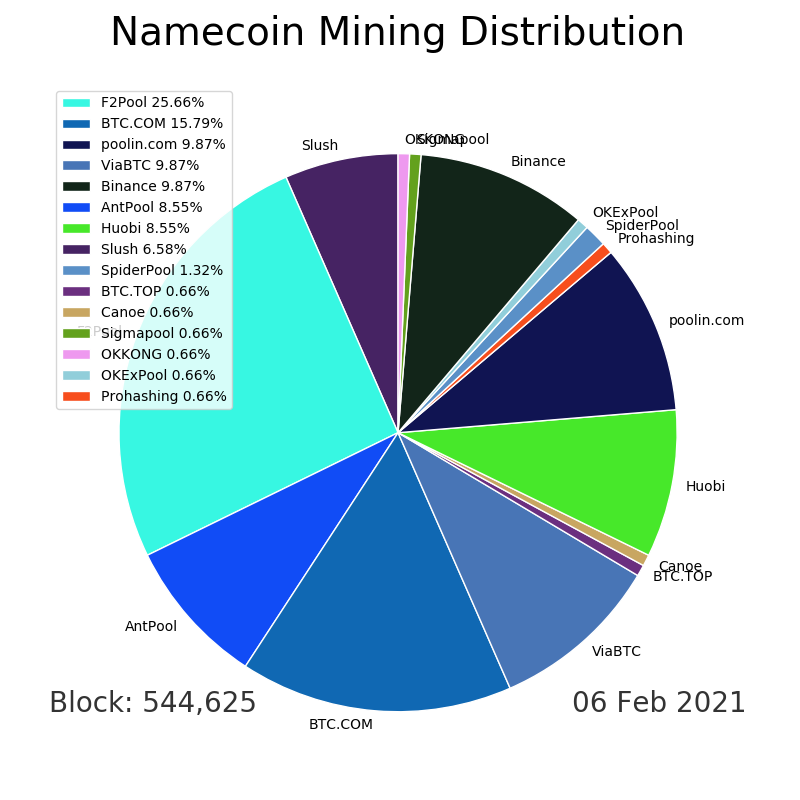 Namecoin Mining Distribution
F2Pool 25.66%
BTC.COM 15.79%
poolin.com 9.87%
ViaBTC 9.87%
Binance 9.87%
AntPool 8.55%
Huobi 8.55%
Slush 6.58%
SpiderPool 1.32%
BTC.TOP 0.66%
Canoe 0.66%
Sigmapool 0.66%
OKKONG 0.66%
OKExPool 0.66%
Prohashing 0.66%
OKKONG
Sigmapool
Slush
Binance
OKExPool
SpiderPool
Prohashing
poolin.com
F2Pool
Huobi
Canoe
BTC.TOP
AntPool
ViaBTC
BTC.COM
Block: 544,625
06 Feb 2021